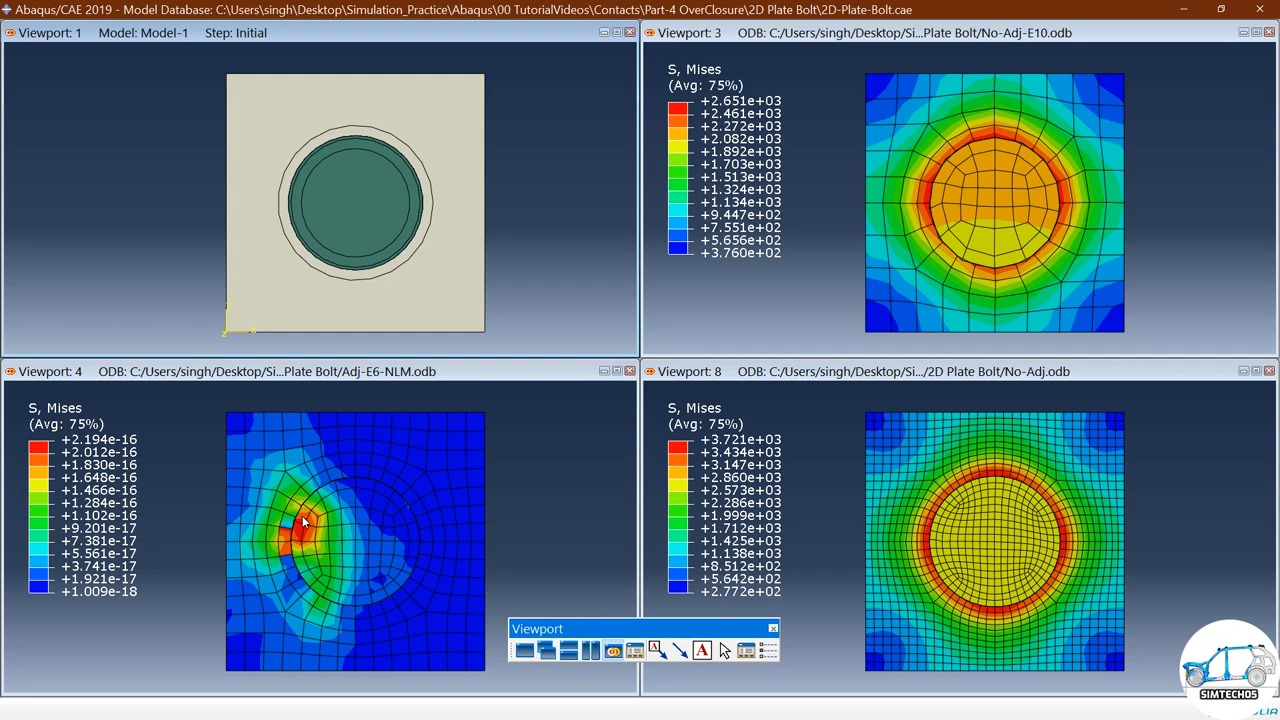 Abaqus/CAE 2019 - Model Database: C:\Users\singh\Desktop\Simulation_Practice\Abaqus\00 TutorialVideos\Contacts\Part-4 OverClosure\2D Plate Bolt\2D-Plate-Bolt.cae
Viewport: 1 Model: Model-1 Step: Initial
Viewport: 3 ODB: C:/Users/singh/Desktop/Si...Plate Bolt/No-Adj-E10.odb
S, Mises
(Avg: 75%)
+2.651e+03
+2.461e+03
+2.272e+03
+2.082e+03
+1.892e+03
+1.703e+03
+1.513e+03
+1.324e+03
+1.134e+03
+9.447e+02
+7.551e+02
+5.656e+02
+3.760e+02
Viewport: 4 ODB: C:/Users/singh/Desktop/Si...Plate Bolt/Adj-E6-NLM.odb
S, Mises
(Avg: 75%)
+2.194e-16
+2.012e-16
+1.830e-16
+1.648e-16
+1.466e-16
+1.284e-16
+1.102e-16
+9.201e-17
+7.381e-17
+5.561e-17
+3.741e-17
+1.921e-17
+1.009e-18
Viewport: 8 ODB: C:/Users/singh/Desktop/Si.../2D Plate Bolt/No-Adj.odb
S, Mises
(Avg: 75%)
+3.721e+03
+3.434e+03
+3.147e+03
+2.860e+03
+2.573e+03
+2.286e+03
+1.999e+03
+1.712e+03
+1.425e+03
+1.138e+03
+8.512e+02
+5.642e+02
+2.772e+02
Viewport
A
A
SIMTECH05